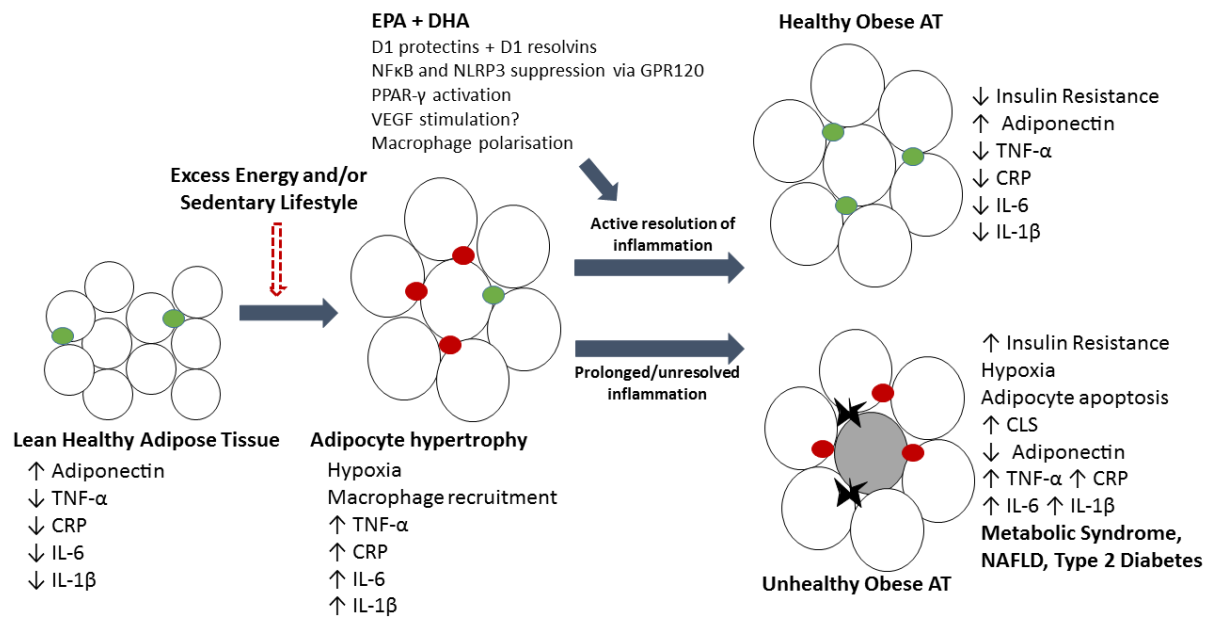 EPA + DHA
D1 protectins + D1 resolvins
NFκB and NLRP3 suppression via GPR120
PPAR-γ activation
VEGF stimulation?
Macrophage polarisation
Excess Energy and/or
Sedentary Lifestyle
Lean Healthy Adipose Tissue
↑ Adiponectin
↓ TNF-α
↓ CRP
↓ IL-6
↓ IL-1β
Adipocyte hypertrophy
Hypoxia
Macrophage recruitment
↑ TNF-α
↑ CRP
↑ IL-6
↑ IL-1β
Active resolution of
inflammation
Prolonged/unresolved
inflammation
Healthy Obese AT
↓ Insulin Resistance
↑ Adiponectin
↓ TNF-α
↓ CRP
↓ IL-6
↓ IL-1β
↑ Insulin Resistance
Hypoxia
Adipocyte apoptosis
↑ CLS
↓ Adiponectin
↑ TNF-α ↑ CRP
↑ IL-6 ↑ IL-1β
Metabolic Syndrome,
NAFLD, Type 2 Diabetes
Unhealthy Obese AT